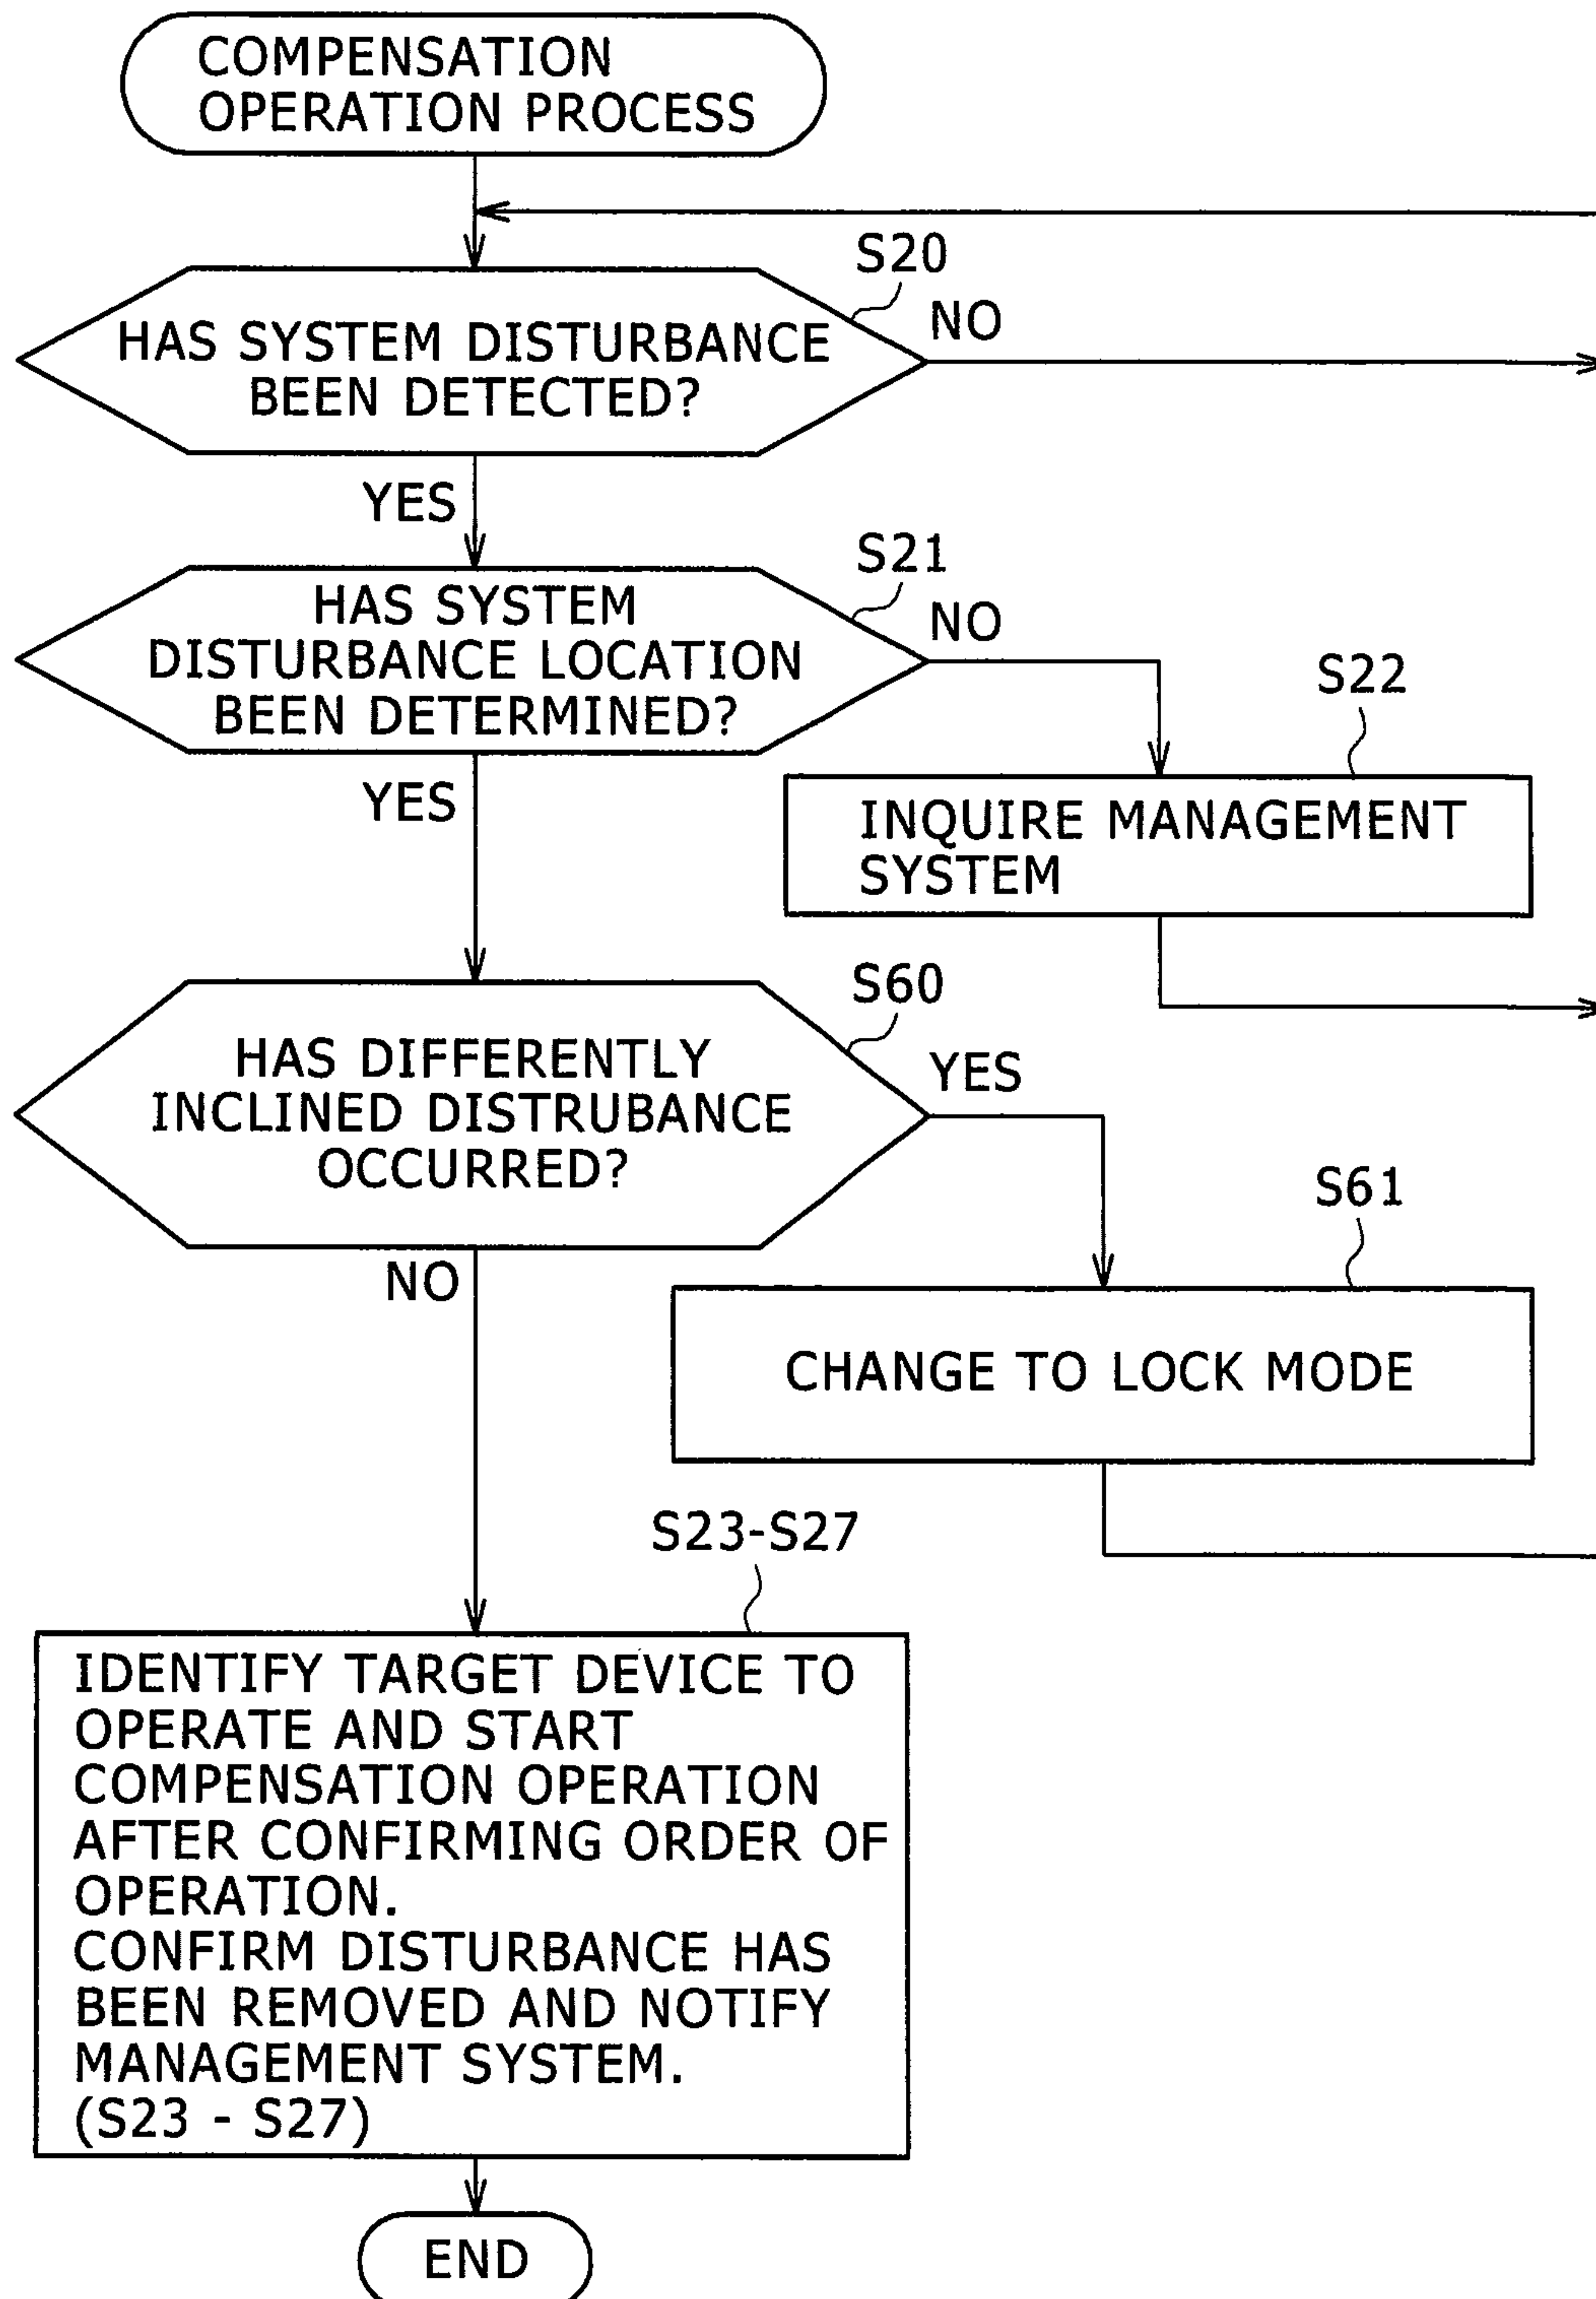 COMPENSATION
OPERATION PROCESS
S20
NO
HAS SYSTEM DISTURBANCE
BEEN DETECTED?
YES
S21
NO
HAS SYSTEM
DISTURBANCE LOCATION
BEEN DETERMINED?
S22
YES
INQUIRE MANAGEMENT
SYSTEM
S60
YES
HAS DIFFERENTLY
INCLINED DISTRUBANCE
OCCURRED?
S61
NO
CHANGE TO LOCK MODE
S23-S27
IDENTIFY TARGET DEVICE TO
OPERATE AND START
COMPENSATION OPERATION
AFTER CONFIRMING ORDER OF
OPERATION.
CONFIRM DISTURBANCE HAS
BEEN REMOVED AND NOTIFY
MANAGEMENT SYSTEM.
(S23 - S27)
END